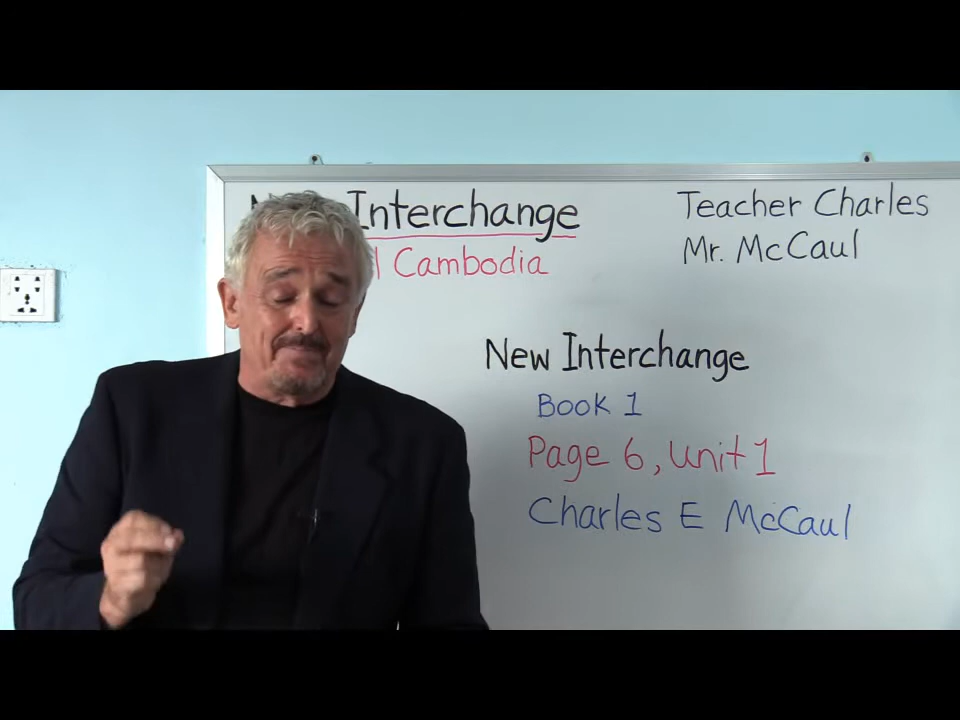 Interchange
Cambodia
Teacher Charles
Mr. McCaul
New Interchange
Book 1
Page 6, Unit 1
Charles E McCaul